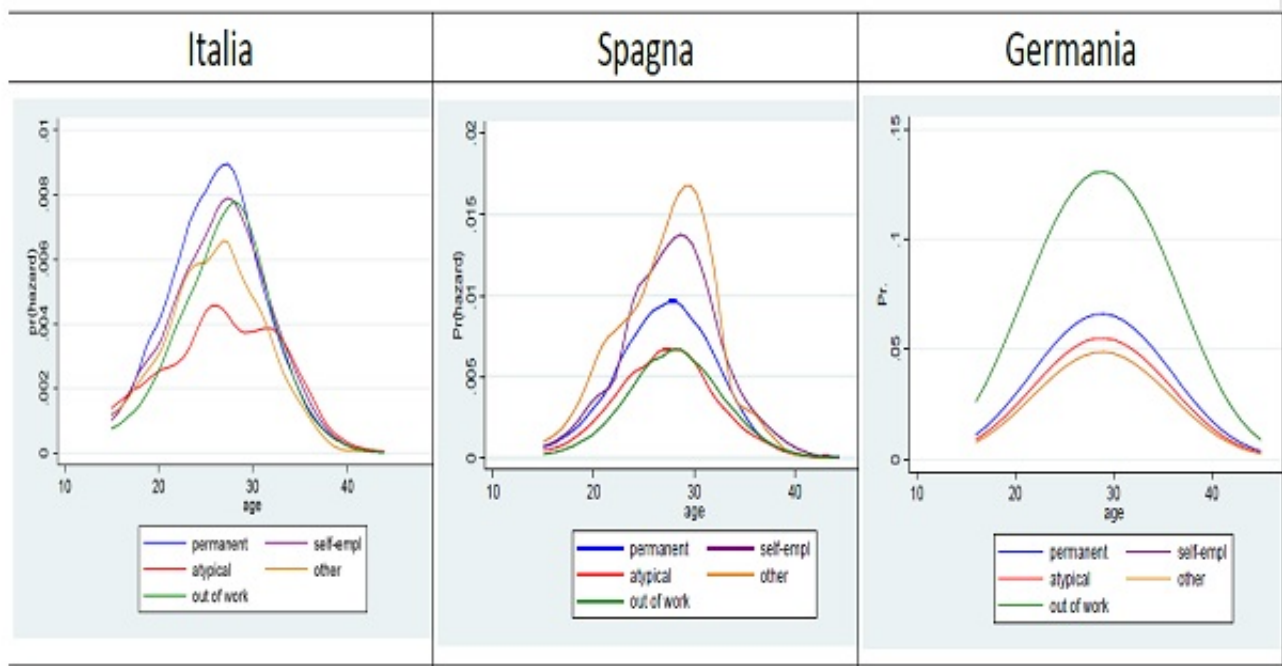 Italia
Spagna
Germania
pr(hazard)
0 .002 .004 .006 .008 .01
10 20 30 40
age
permanent self-empl
atypical other
out of work
Pr(hazard)
0 .005 .01 .015 .02
10 20 30 40
age
permanent self-empl
atypical other
out of work
Pr.
0 .05 .1 .15
10 20 30 40
age
permanent self-empl
atypical other
out of work